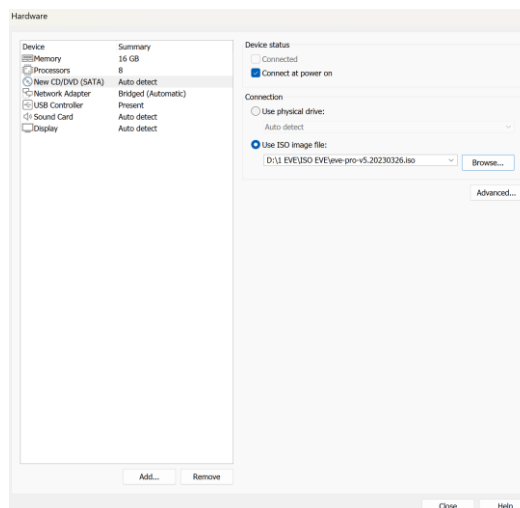 Hardware
Device Summary
Memory 16 GB
Processors 8
New CD/DVD (SATA) Auto detect
Network Adapter Bridged (Automatic)
USB Controller Present
Sound Card Auto detect
Display Auto detect
Add... Remove
Device status
Connected
Connect at power on
Connection
Use physical drive:
Auto detect
Use ISO image file:
D:\1 EVE\ISO EVE\eve-pro-v5.20230326.iso
Browse...
Advanced...
Close Help